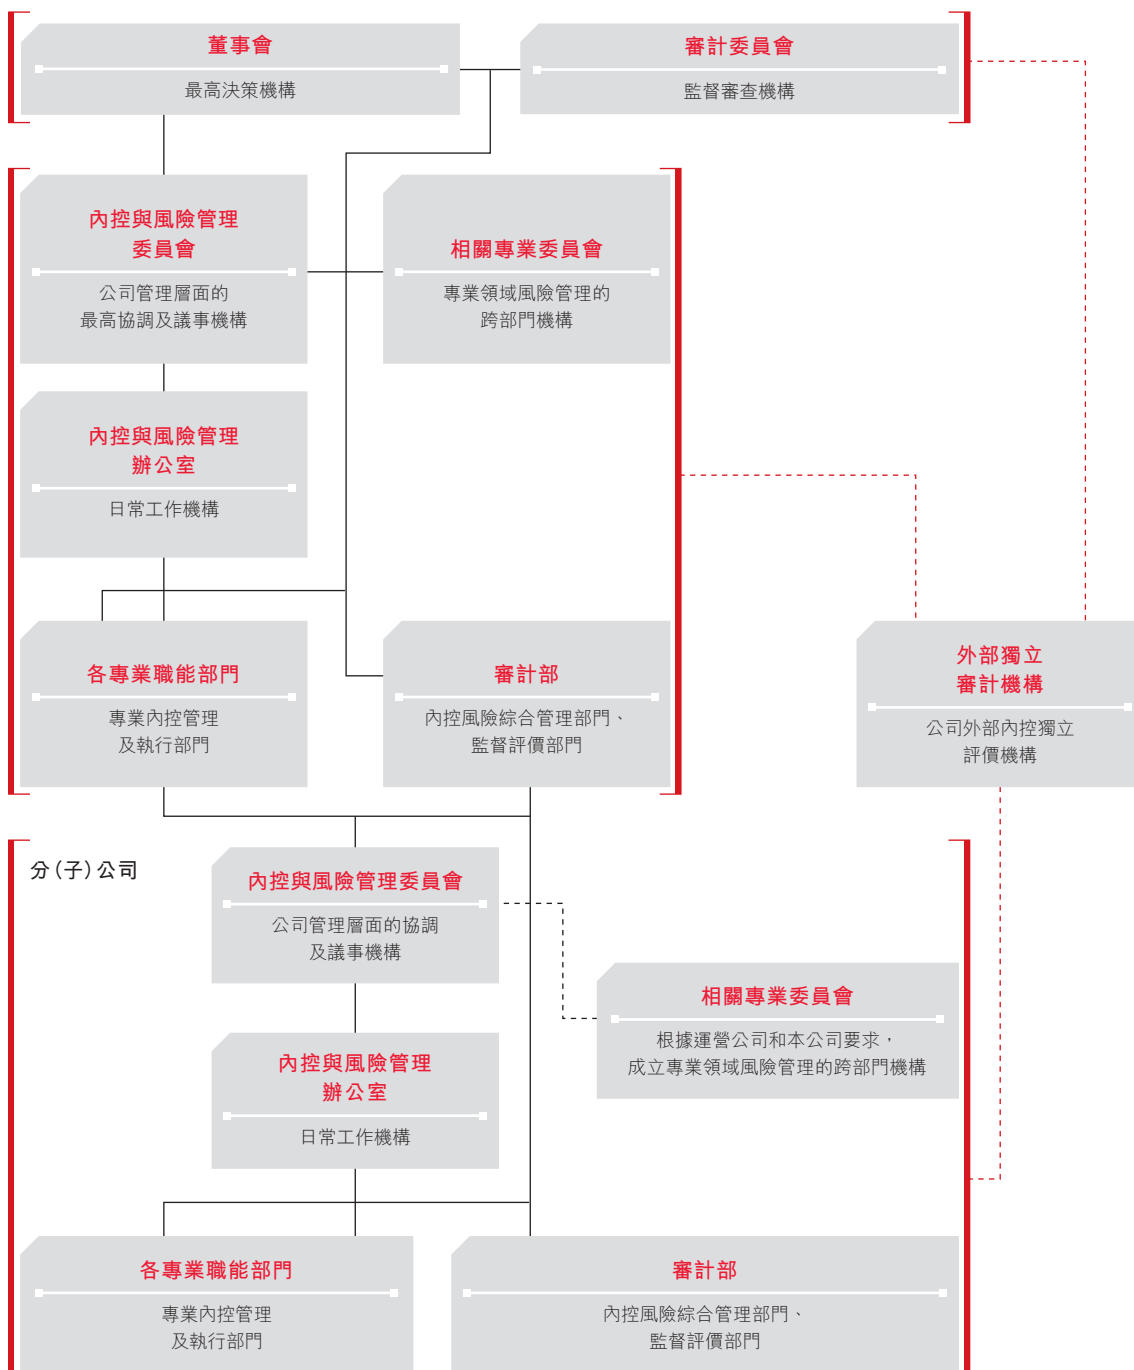 董事會
最高決策機構
審計委員會
監督審查機構
內控與風險管理
委員會
公司管理層面的
最高協調及議事機構
相關專業委員會
專業領域風險管理的
跨部門機構
內控與風險管理
辦公室
日常工作機構
各專業職能部門
專業內控管理
及執行部門
審計部
內控風險綜合管理部門、
監督評價部門
外部獨立
審計機構
公司外部內控獨立
評價機構
分(子)公司
內控與風險管理委員會
公司管理層面的協調
及議事機構
相關專業委員會
根據運營公司和本公司要求，
成立專業領域風險管理的跨部門機構
內控與風險管理
辦公室
日常工作機構
各專業職能部門
專業內控管理
及執行部門
審計部
內控風險綜合管理部門、
監督評價部門